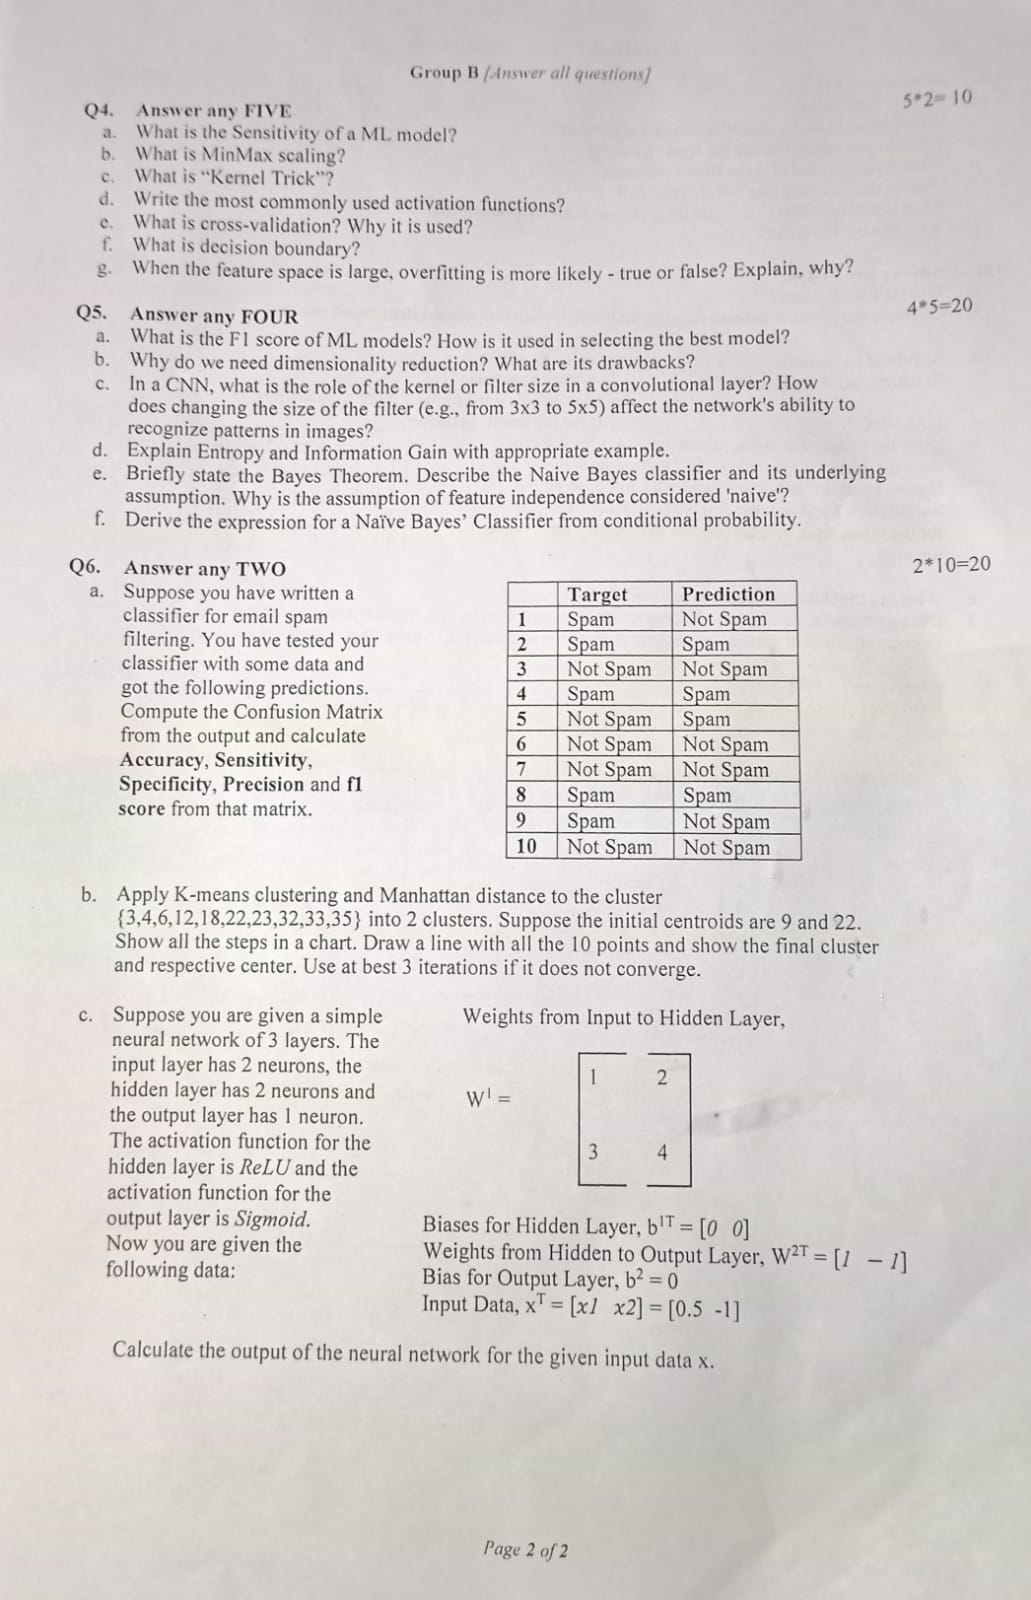 Group B [Answer all questions]
5*2= 10
Q4. Answer any FIVE
a. What is the Sensitivity of a ML model?
b. What is MinMax scaling?
c. What is “Kernel Trick”?
d. Write the most commonly used activation functions?
e. What is cross-validation? Why it is used?
f. What is decision boundary?
g. When the feature space is large, overfitting is more likely - true or false? Explain, why?
4*5=20
Q5. Answer any FOUR
a. What is the F1 score of ML models? How is it used in selecting the best model?
b. Why do we need dimensionality reduction? What are its drawbacks?
c. In a CNN, what is the role of the kernel or filter size in a convolutional layer? How
does changing the size of the filter (e.g., from 3x3 to 5x5) affect the network's ability to
recognize patterns in images?
d. Explain Entropy and Information Gain with appropriate example.
e. Briefly state the Bayes Theorem. Describe the Naive Bayes classifier and its underlying
assumption. Why is the assumption of feature independence considered 'naive'?
f. Derive the expression for a Naïve Bayes’ Classifier from conditional probability.
2*10=20
Q6. Answer any TWO
a. Suppose you have written a
classifier for email spam
filtering. You have tested your
classifier with some data and
got the following predictions.
Compute the Confusion Matrix
from the output and calculate
Accuracy, Sensitivity,
Specificity, Precision and f1
score from that matrix.
Target Prediction
1 Spam Not Spam
2 Spam Spam
3 Not Spam Not Spam
4 Spam Spam
5 Not Spam Spam
6 Not Spam Not Spam
7 Not Spam Not Spam
8 Spam Spam
9 Spam Not Spam
10 Not Spam Not Spam
b. Apply K-means clustering and Manhattan distance to the cluster
{3,4,6,12,18,22,23,32,33,35} into 2 clusters. Suppose the initial centroids are 9 and 22.
Show all the steps in a chart. Draw a line with all the 10 points and show the final cluster
and respective center. Use at best 3 iterations if it does not converge.
c. Suppose you are given a simple
neural network of 3 layers. The
input layer has 2 neurons, the
hidden layer has 2 neurons and
the output layer has 1 neuron.
The activation function for the
hidden layer is ReLU and the
activation function for the
output layer is Sigmoid.
Now you are given the
following data:
Weights from Input to Hidden Layer,
1 2
W¹ =
3 4
Biases for Hidden Layer, b¹ᵀ = [0 0]
Weights from Hidden to Output Layer, W²ᵀ = [1 − 1]
Bias for Output Layer, b² = 0
Input Data, xᵀ = [x1 x2] = [0.5 -1]
Calculate the output of the neural network for the given input data x.
Page 2 of 2